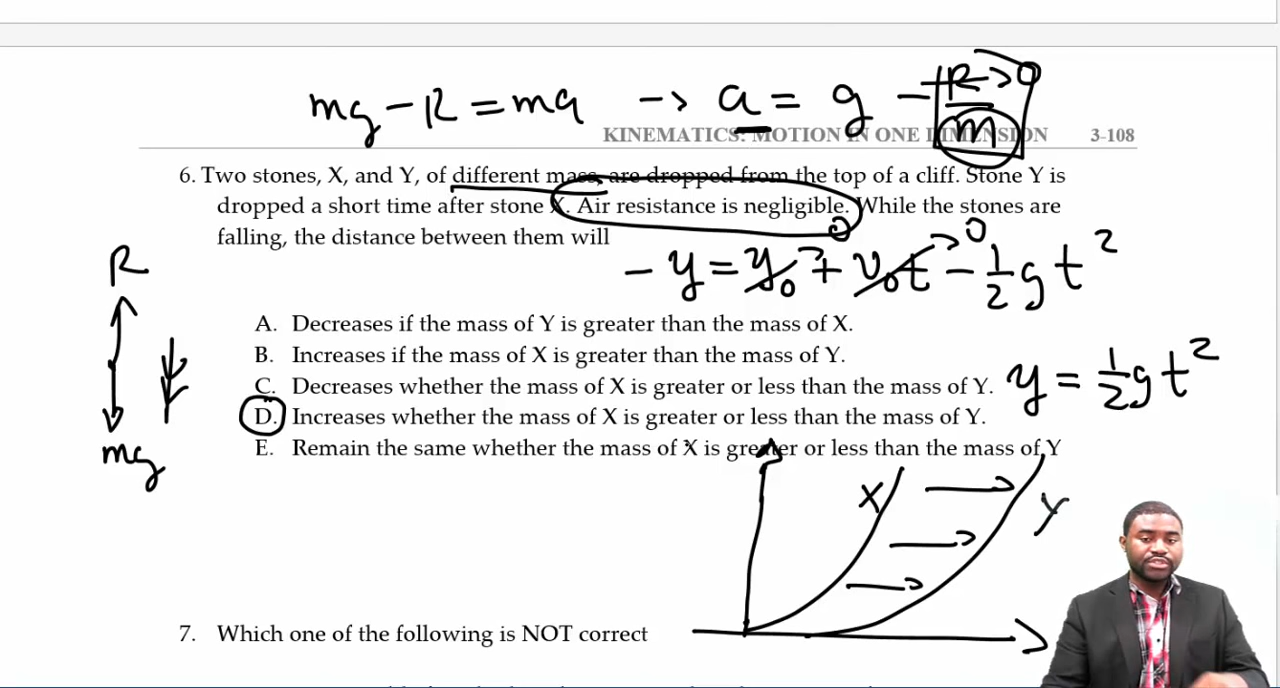 mg - R = ma -> a = g - R/m >0
KINEMATICS: MOTION IN ONE DIMENSION 3-108
6. Two stones, X, and Y, of different mass, are dropped from the top of a cliff. Stone Y is
dropped a short time after stone X. Air resistance is negligible. While the stones are
falling, the distance between them will
R
- y = y₀ + v₀t - ½gt²
0
0
A. Decreases if the mass of Y is greater than the mass of X.
B. Increases if the mass of X is greater than the mass of Y.
C. Decreases whether the mass of X is greater or less than the mass of Y.
y = ½gt²
D. Increases whether the mass of X is greater or less than the mass of Y.
E. Remain the same whether the mass of X is greater or less than the mass of Y
mg
X
Y
7. Which one of the following is NOT correct